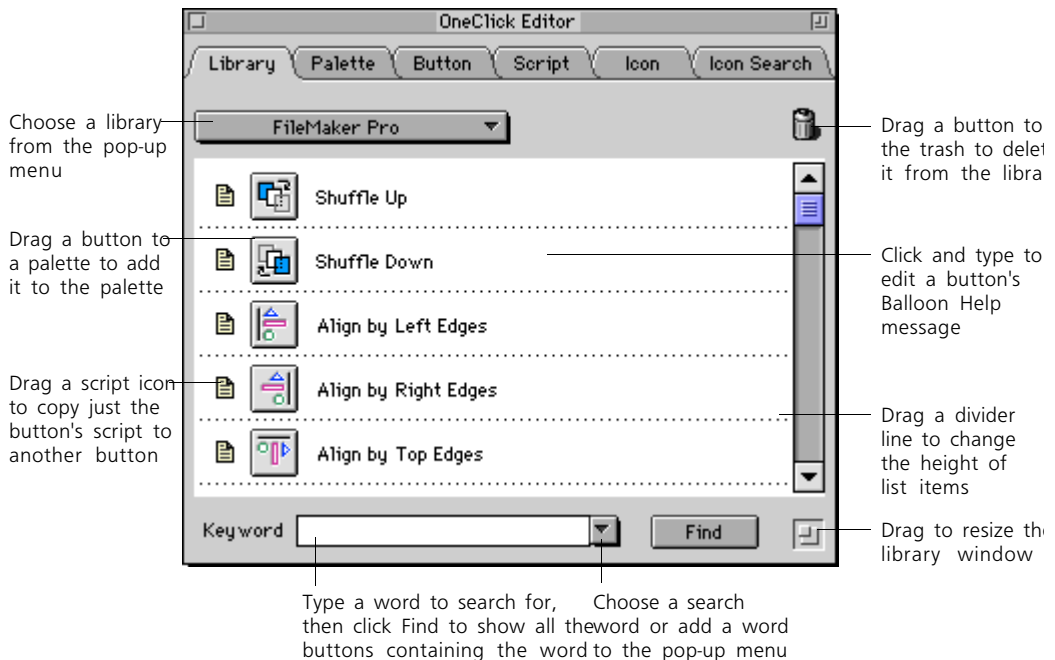 OneClick Editor
Library Palette Button Script Icon Icon Search
Choose a library
from the pop-up
menu
FileMaker Pro
Drag a button to
the trash to delet
it from the libra
Shuffle Up
Drag a button to
a palette to add
it to the palette
Shuffle Down
Click and type to
edit a button's
Balloon Help
message
Align by Left Edges
Drag a script icon
to copy just the
button's script to
another button
Align by Right Edges
Drag a divider
line to change
the height of
list items
Align by Top Edges
Keyword
Find
Drag to resize the
library window
Type a word to search for,
then click Find to show all the
buttons containing the word
Choose a search
word or add a word
to the pop-up menu